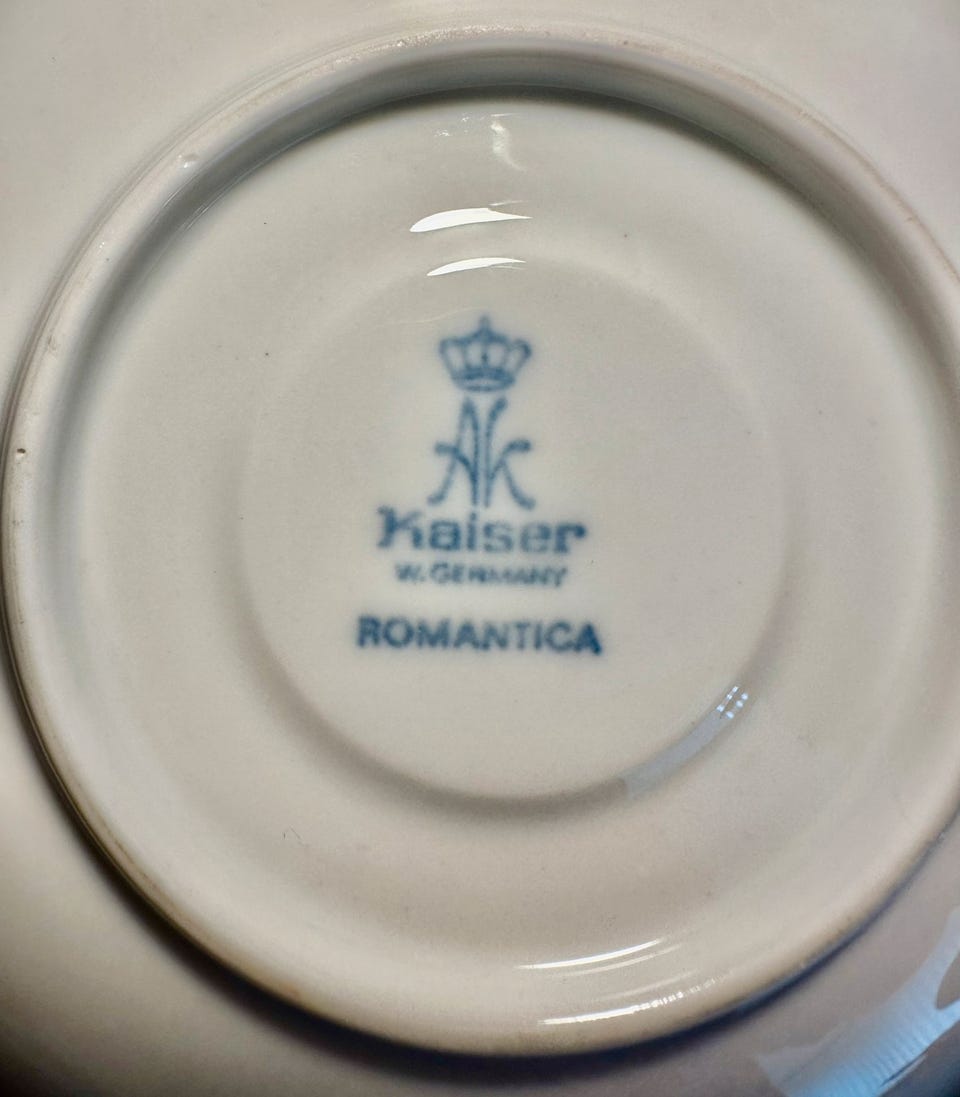 AK
Kaiser
W. GERMANY
ROMANTICA